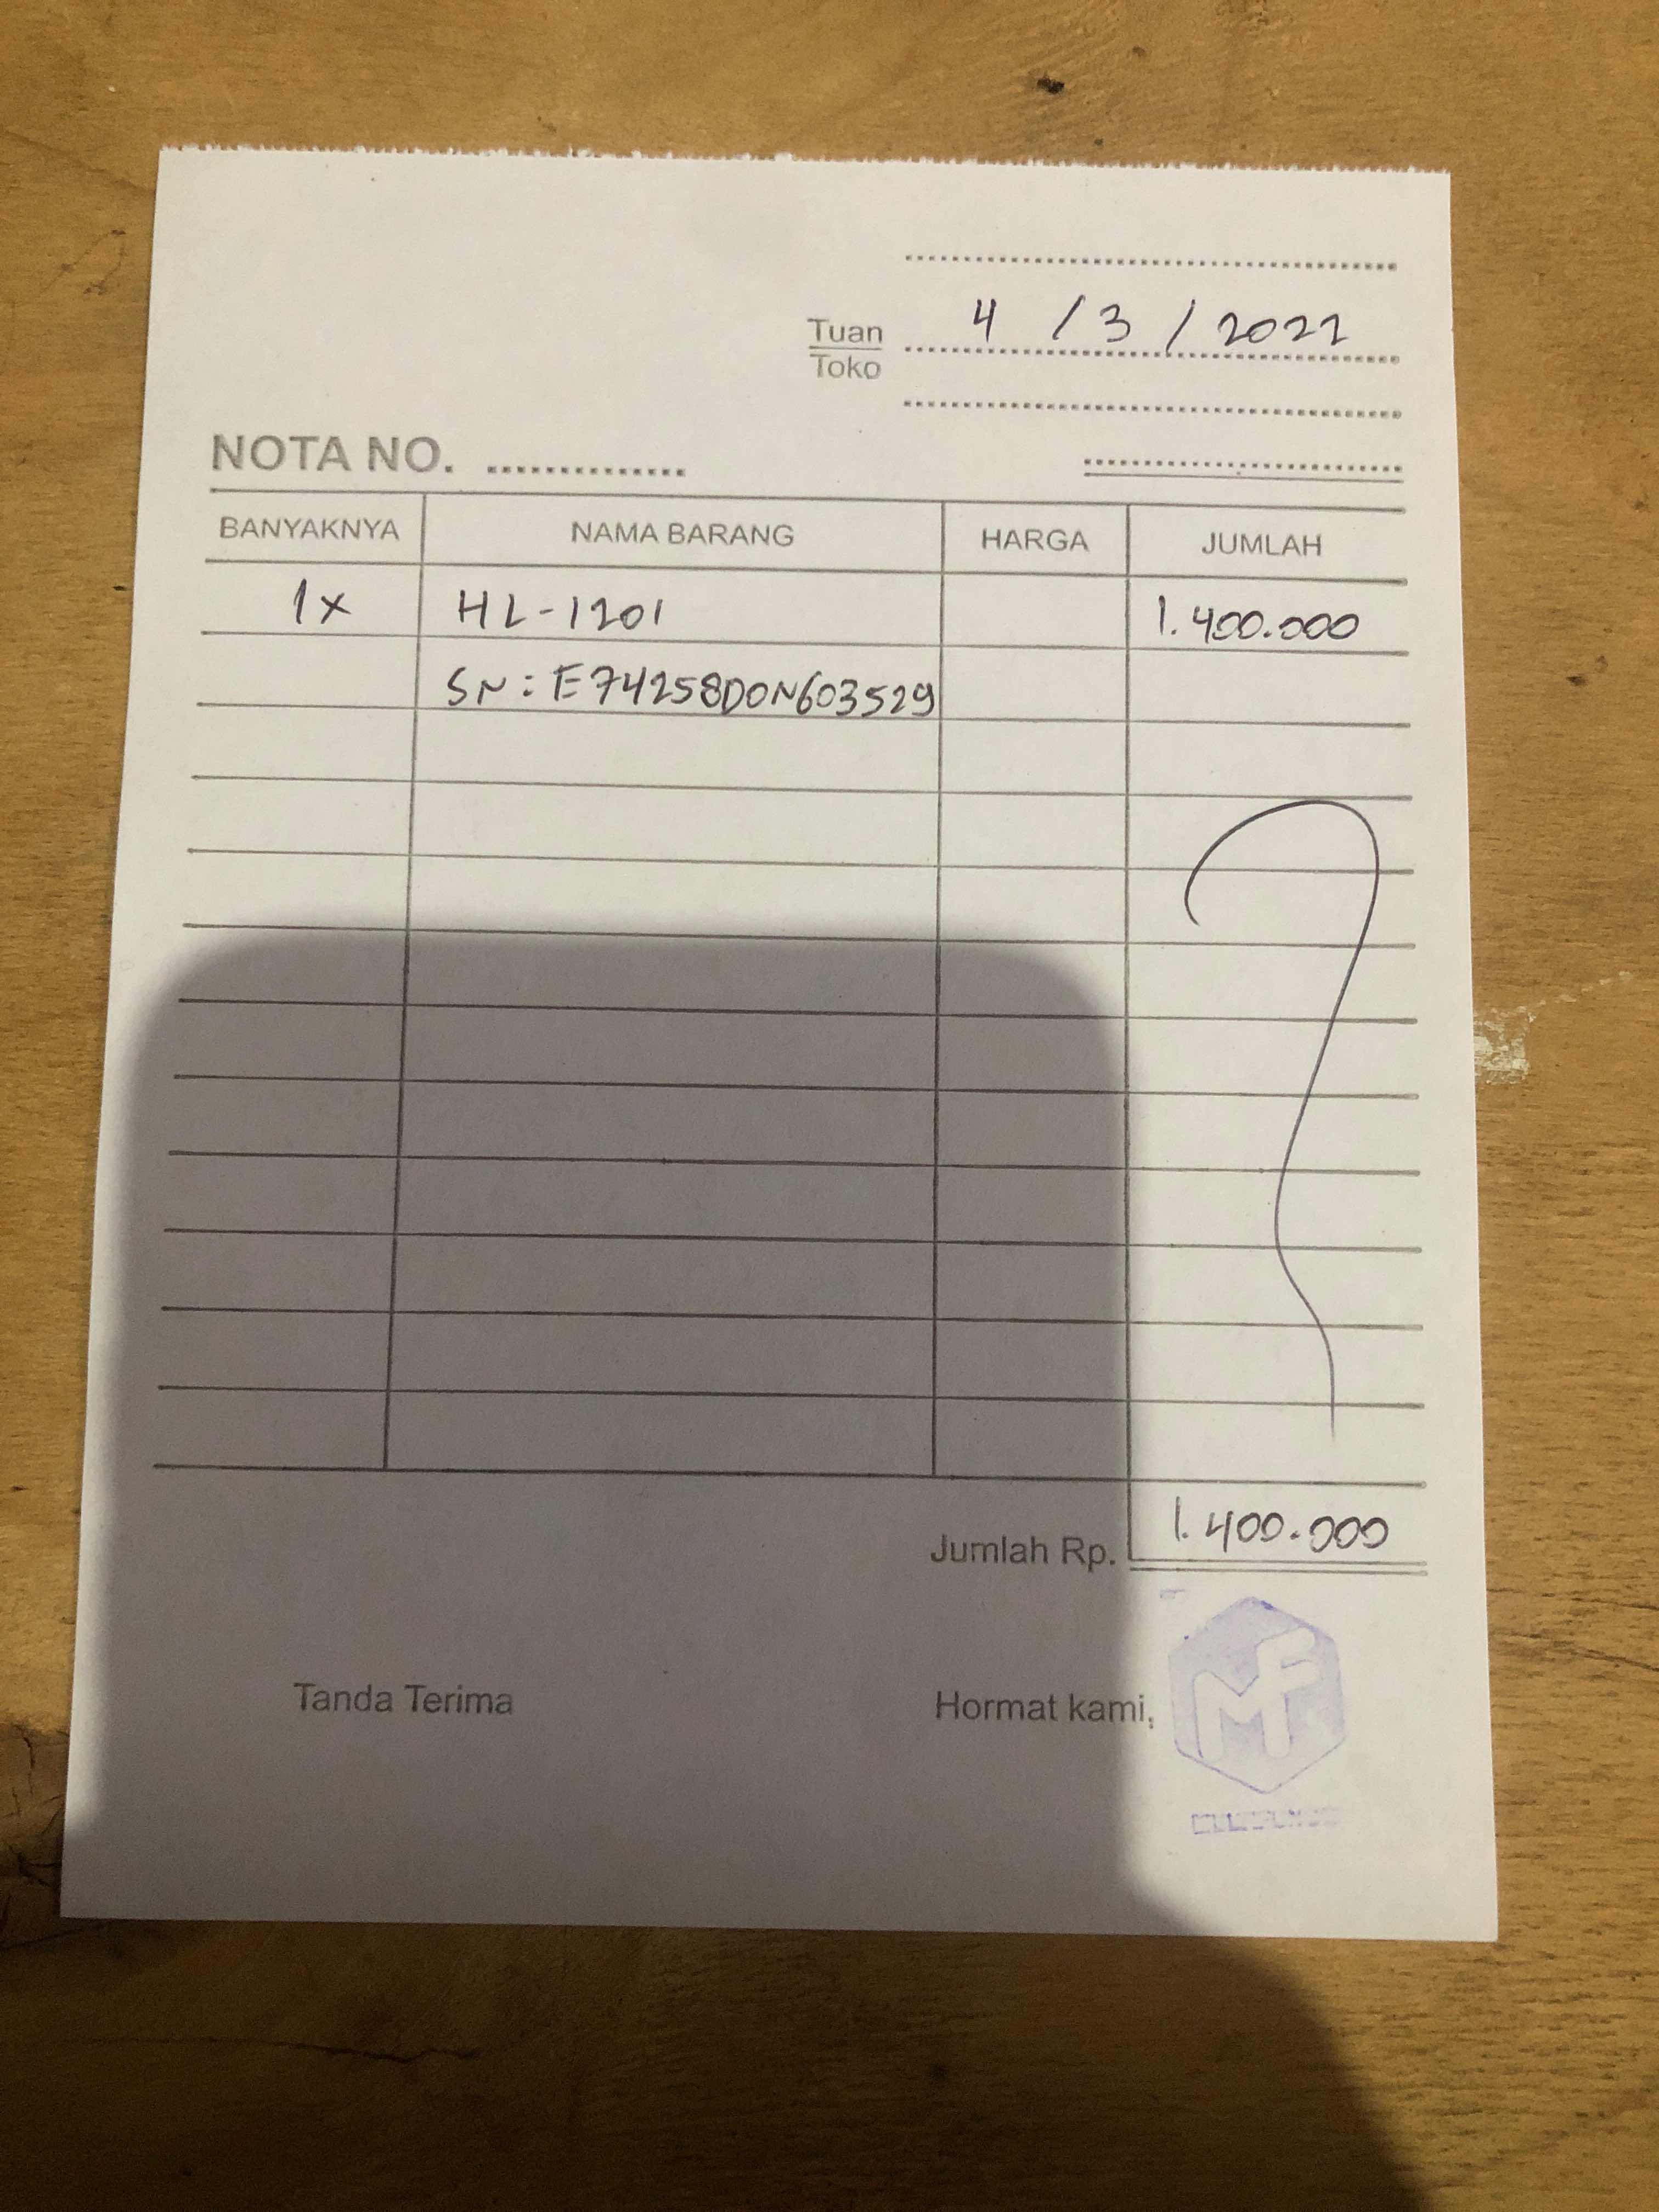 4 / 3 / 2022
Tuan
Toko
NOTA NO.
BANYAKNYA NAMA BARANG HARGA JUMLAH
1x HL-1201 1.400.000
SN : E74258D0N603529
Jumlah Rp. 1.400.000
Tanda Terima Hormat kami,
MF